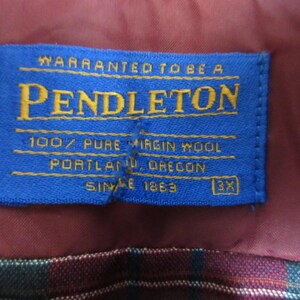 WARRANTED TO BE A
PENDLETON
100% PURE VIRGIN WOOL
PORTLAND, OREGON
SINCE 1863 3X